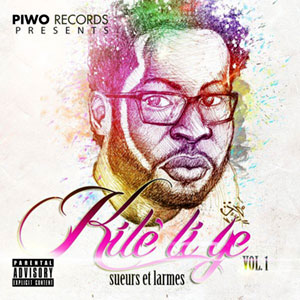 PIWO RECORDS
PRESENTS
Kilè li ye
VOL. 1
sueurs et larmes
PARENTAL
ADVISORY
EXPLICIT CONTENT